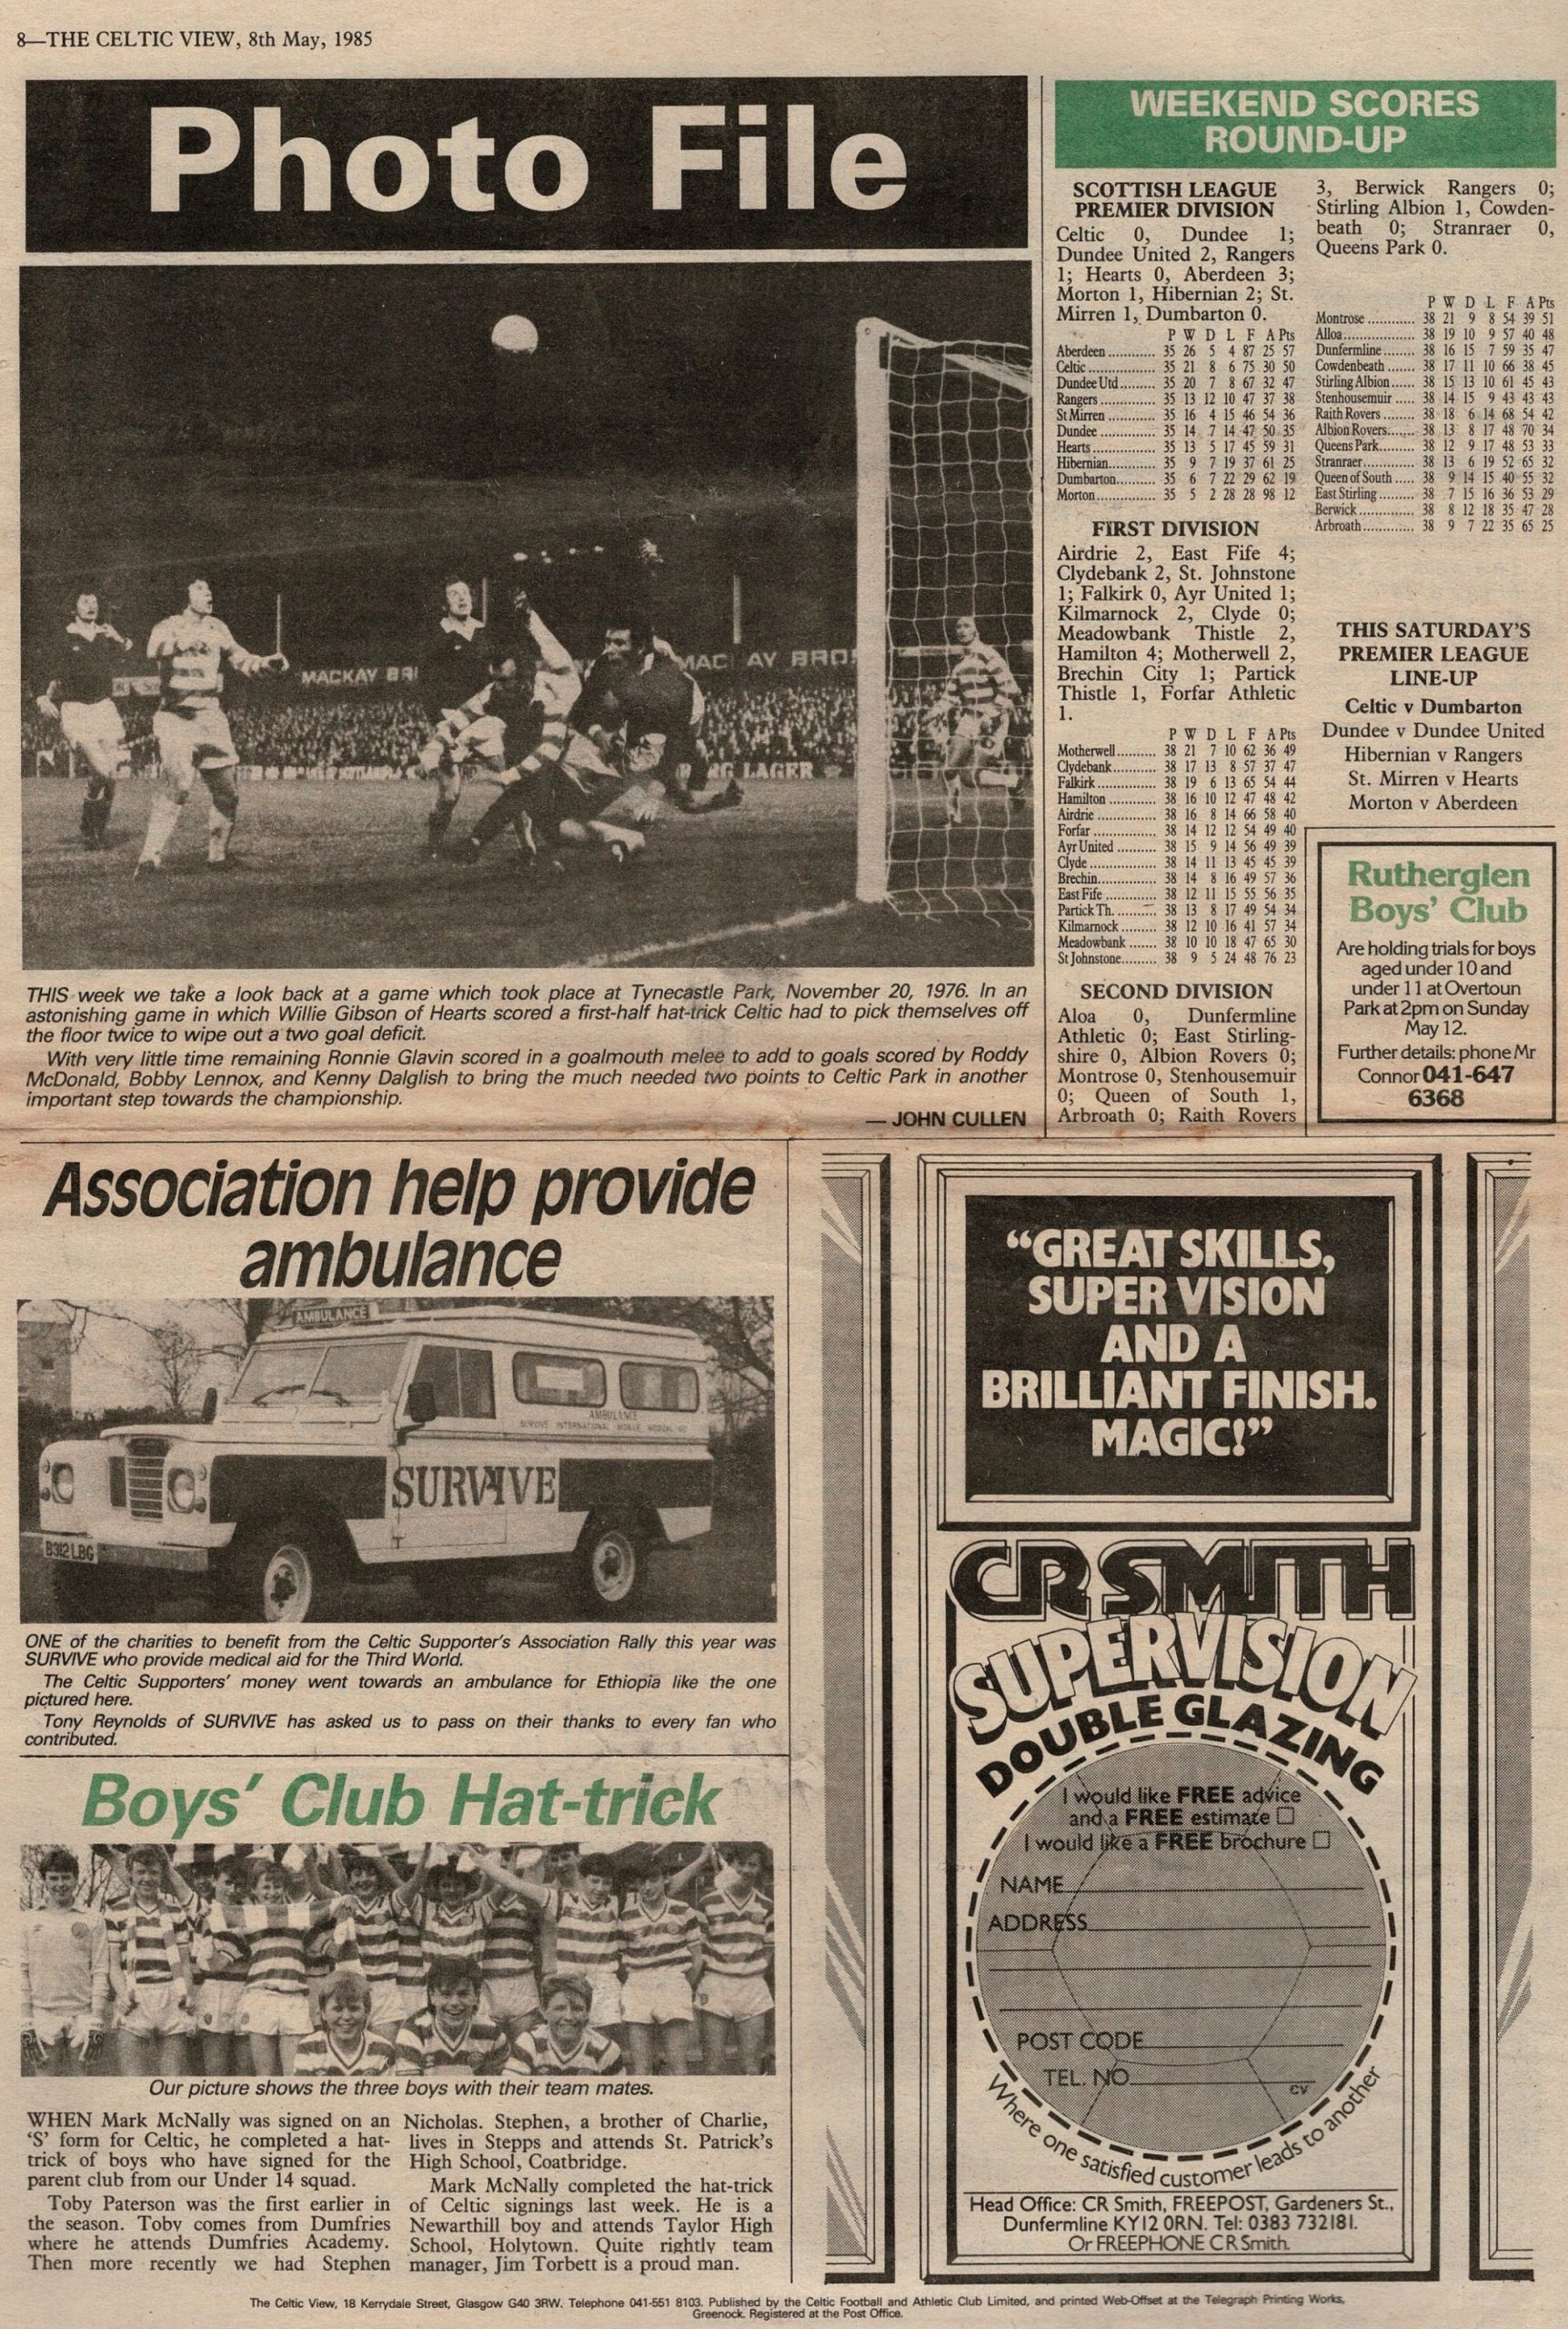 8—THE CELTIC VIEW, 8th May, 1985
Photo File
MACKAY BRI
MAC AY BRO
NG LAGER
THIS week we take a look back at a game which took place at Tynecastle Park, November 20, 1976. In an
astonishing game in which Willie Gibson of Hearts scored a first-half hat-trick Celtic had to pick themselves off
the floor twice to wipe out a two goal deficit.
With very little time remaining Ronnie Glavin scored in a goalmouth melee to add to goals scored by Roddy
McDonald, Bobby Lennox, and Kenny Dalglish to bring the much needed two points to Celtic Park in another
important step towards the championship.
— JOHN CULLEN
WEEKEND SCORES
ROUND-UP
SCOTTISH LEAGUE
PREMIER DIVISION
Celtic 0, Dundee 1;
Dundee United 2, Rangers
1; Hearts 0, Aberdeen 3;
Morton 1, Hibernian 2; St.
Mirren 1, Dumbarton 0.
P W D L F A Pts
Aberdeen ............ 35 26 5 4 87 25 57
Celtic ................. 35 21 8 6 75 30 50
Dundee Utd......... 35 20 7 8 67 32 47
Rangers .............. 35 13 12 10 47 37 38
St Mirren ............ 35 16 4 15 46 54 36
Dundee .............. 35 14 7 14 47 50 35
Hearts ................. 35 13 5 17 45 59 31
Hibernian............ 35 9 7 19 37 61 25
Dumbarton.......... 35 6 7 22 29 62 19
Morton............... 35 5 2 28 28 98 12
FIRST DIVISION
Airdrie 2, East Fife 4;
Clydebank 2, St. Johnstone
1; Falkirk 0, Ayr United 1;
Kilmarnock 2, Clyde 0;
Meadowbank Thistle 2,
Hamilton 4; Motherwell 2,
Brechin City 1; Partick
Thistle 1, Forfar Athletic
1.
P W D L F A Pts
Motherwell.......... 38 21 7 10 62 36 49
Clydebank........... 38 17 13 8 57 37 47
Falkirk ................ 38 19 6 13 65 54 44
Hamilton ............ 38 16 10 12 47 48 42
Airdrie ................ 38 16 8 14 66 58 40
Forfar ................. 38 14 12 12 54 49 40
Ayr United .......... 38 15 9 14 56 49 39
Clyde .................. 38 14 11 13 45 45 39
Brechin............... 38 14 8 16 49 57 36
East Fife ............. 38 12 11 15 55 56 35
Partick Th. .......... 38 13 8 17 49 54 34
Kilmarnock ......... 38 12 10 16 41 57 34
Meadowbank ....... 38 10 10 18 47 65 30
St Johnstone......... 38 9 5 24 48 76 23
SECOND DIVISION
Aloa 0, Dunfermline
Athletic 0; East Stirling-
shire 0, Albion Rovers 0;
Montrose 0, Stenhousemuir
0; Queen of South 1,
Arbroath 0; Raith Rovers
3, Berwick Rangers 0;
Stirling Albion 1, Cowden-
beath 0; Stranraer 0,
Queens Park 0.
P W D L F A Pts
Montrose ............ 38 21 9 8 54 39 51
Alloa.................. 38 19 10 9 57 40 48
Dunfermline........ 38 16 15 7 59 35 47
Cowdenbeath ...... 38 17 11 10 66 38 45
Stirling Albion ...... 38 15 13 10 61 45 43
Stenhousemuir ..... 38 14 15 9 43 43 43
Raith Rovers ........ 38 18 6 14 68 54 42
Albion Rovers....... 38 13 8 17 48 70 34
Queens Park......... 38 12 9 17 48 53 33
Stranraer............. 38 13 6 19 52 65 32
Queen of South ..... 38 9 14 15 40 55 32
East Stirling ......... 38 7 15 16 36 53 29
Berwick .............. 38 8 12 18 35 47 28
Arbroath............. 38 9 7 22 35 65 25
THIS SATURDAY'S
PREMIER LEAGUE
LINE-UP
Celtic v Dumbarton
Dundee v Dundee United
Hibernian v Rangers
St. Mirren v Hearts
Morton v Aberdeen
Rutherglen
Boys' Club
Are holding trials for boys
aged under 10 and
under 11 at Overtoun
Park at 2pm on Sunday
May 12.
Further details: phone Mr
Connor 041-647
6368
Association help provide
ambulance
AMBULANCE
AMBULANCE
SURVIVE INTERNATIONAL MOBILE MEDICAL
SURVIVE
B312 LBG
ONE of the charities to benefit from the Celtic Supporter's Association Rally this year was
SURVIVE who provide medical aid for the Third World.
The Celtic Supporters' money went towards an ambulance for Ethiopia like the one
pictured here.
Tony Reynolds of SURVIVE has asked us to pass on their thanks to every fan who
contributed.
Boys' Club Hat-trick
Our picture shows the three boys with their team mates.
WHEN Mark McNally was signed on an
'S' form for Celtic, he completed a hat-
trick of boys who have signed for the
parent club from our Under 14 squad.
Toby Paterson was the first earlier in
the season. Toby comes from Dumfries
where he attends Dumfries Academy.
Then more recently we had Stephen
Nicholas. Stephen, a brother of Charlie,
lives in Stepps and attends St. Patrick's
High School, Coatbridge.
Mark McNally completed the hat-trick
of Celtic signings last week. He is a
Newarthill boy and attends Taylor High
School, Holytown. Quite rightly team
manager, Jim Torbett is a proud man.
"GREAT SKILLS,
SUPER VISION
AND A
BRILLIANT FINISH.
MAGIC!"
CR SMITH
SUPERVISION
DOUBLE GLAZING
I would like FREE advice
and a FREE estimate □
I would like a FREE brochure □
NAME
ADDRESS
POST CODE
TEL. NO.
CV
Where one satisfied customer leads to another
Head Office: CR Smith, FREEPOST, Gardeners St.,
Dunfermline KY12 0RN. Tel: 0383 732181.
Or FREEPHONE CR Smith.
The Celtic View, 18 Kerrydale Street, Glasgow G40 3RW. Telephone 041-551 8103. Published by the Celtic Football and Athletic Club Limited, and printed Web-Offset at the Telegraph Printing Works,
Greenock. Registered at the Post Office.